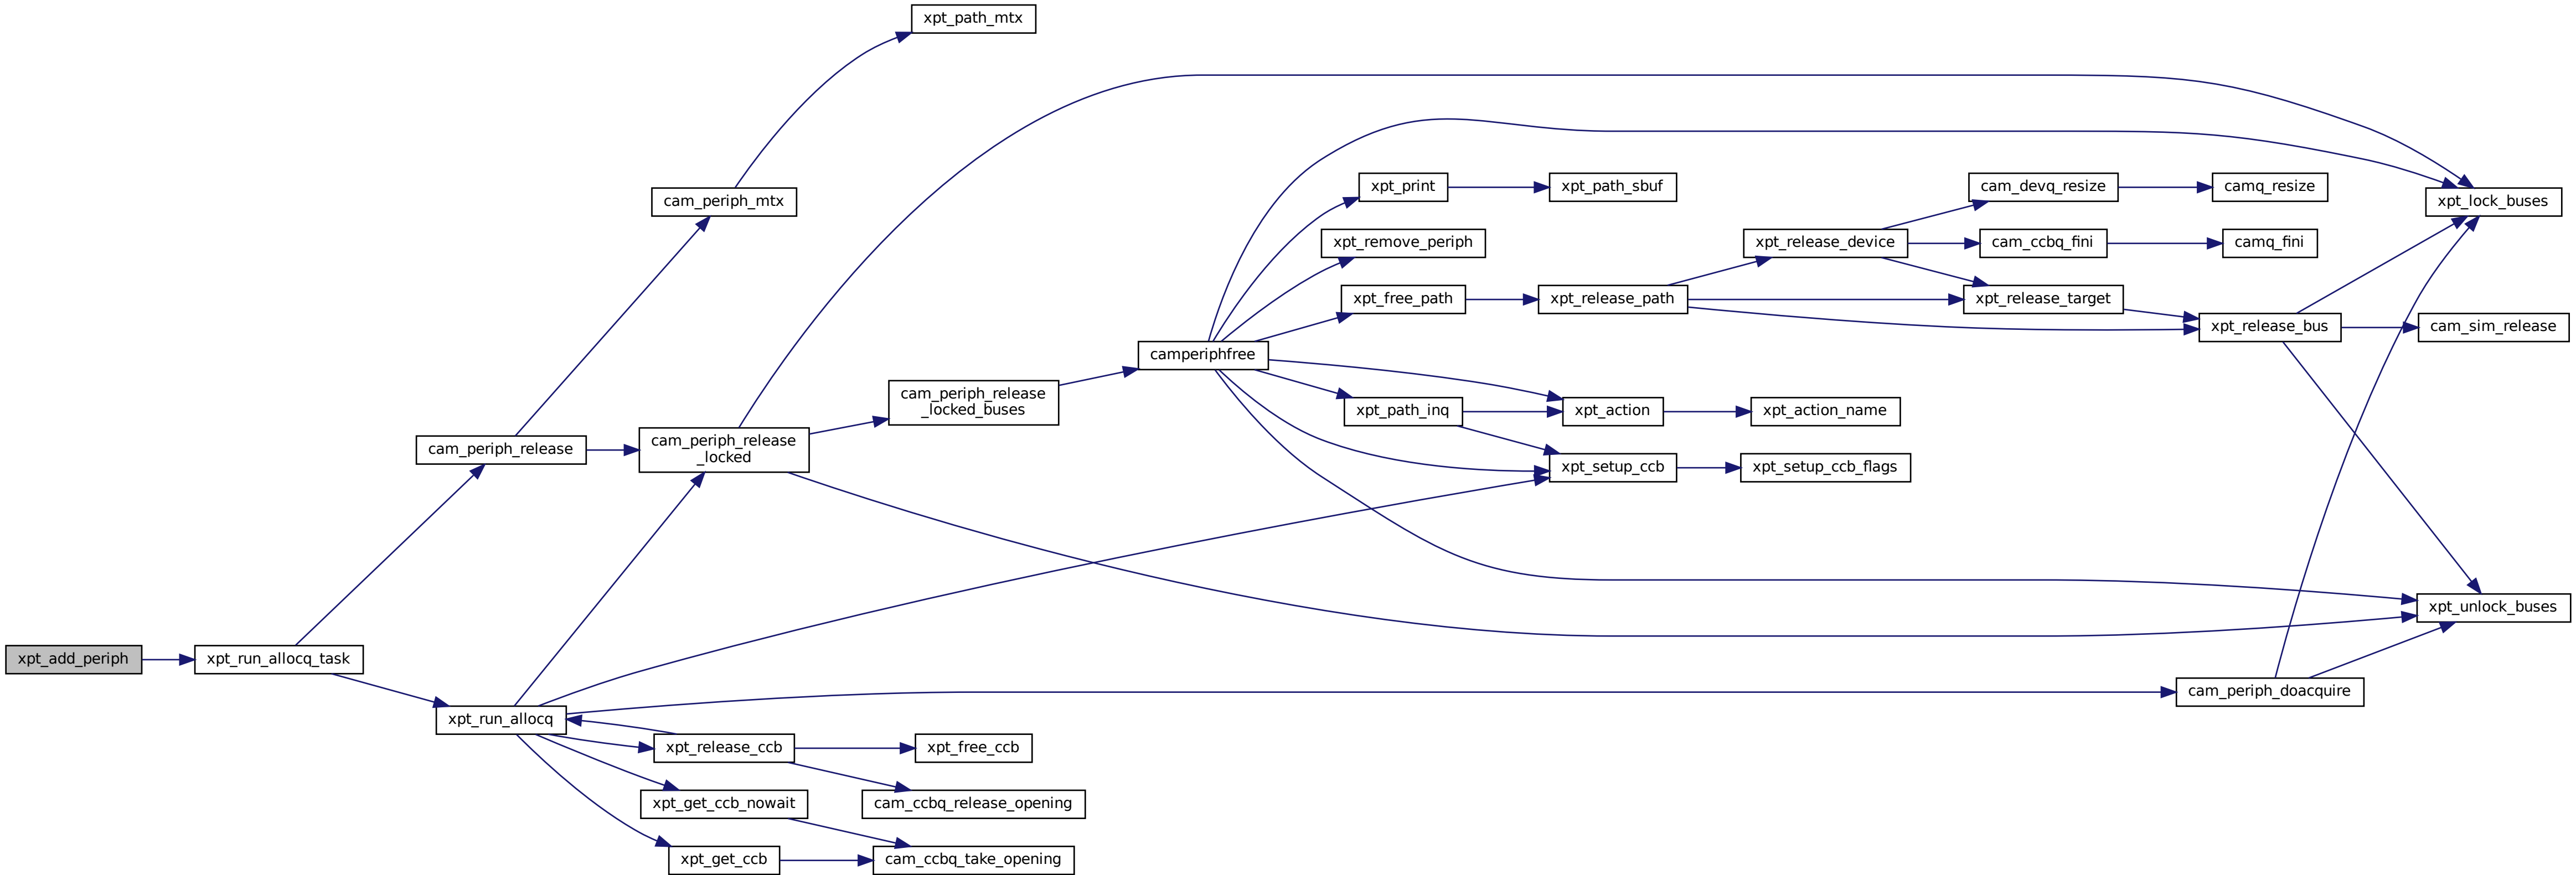 xpt_path_mtx
xpt_print
xpt_path_sbuf
cam_devq_resize
camq_resize
cam_periph_mtx
xpt_lock_buses
xpt_remove_periph
xpt_release_device
cam_ccbq_fini
camq_fini
xpt_free_path
xpt_release_path
xpt_release_target
xpt_release_bus
cam_sim_release
camperiphfree
cam_periph_release
_locked_buses
xpt_path_inq
xpt_action
xpt_action_name
cam_periph_release
cam_periph_release
_locked
xpt_setup_ccb
xpt_setup_ccb_flags
xpt_unlock_buses
xpt_add_periph
xpt_run_allocq_task
cam_periph_doacquire
xpt_run_allocq
xpt_release_ccb
xpt_free_ccb
xpt_get_ccb_nowait
cam_ccbq_release_opening
xpt_get_ccb
cam_ccbq_take_opening